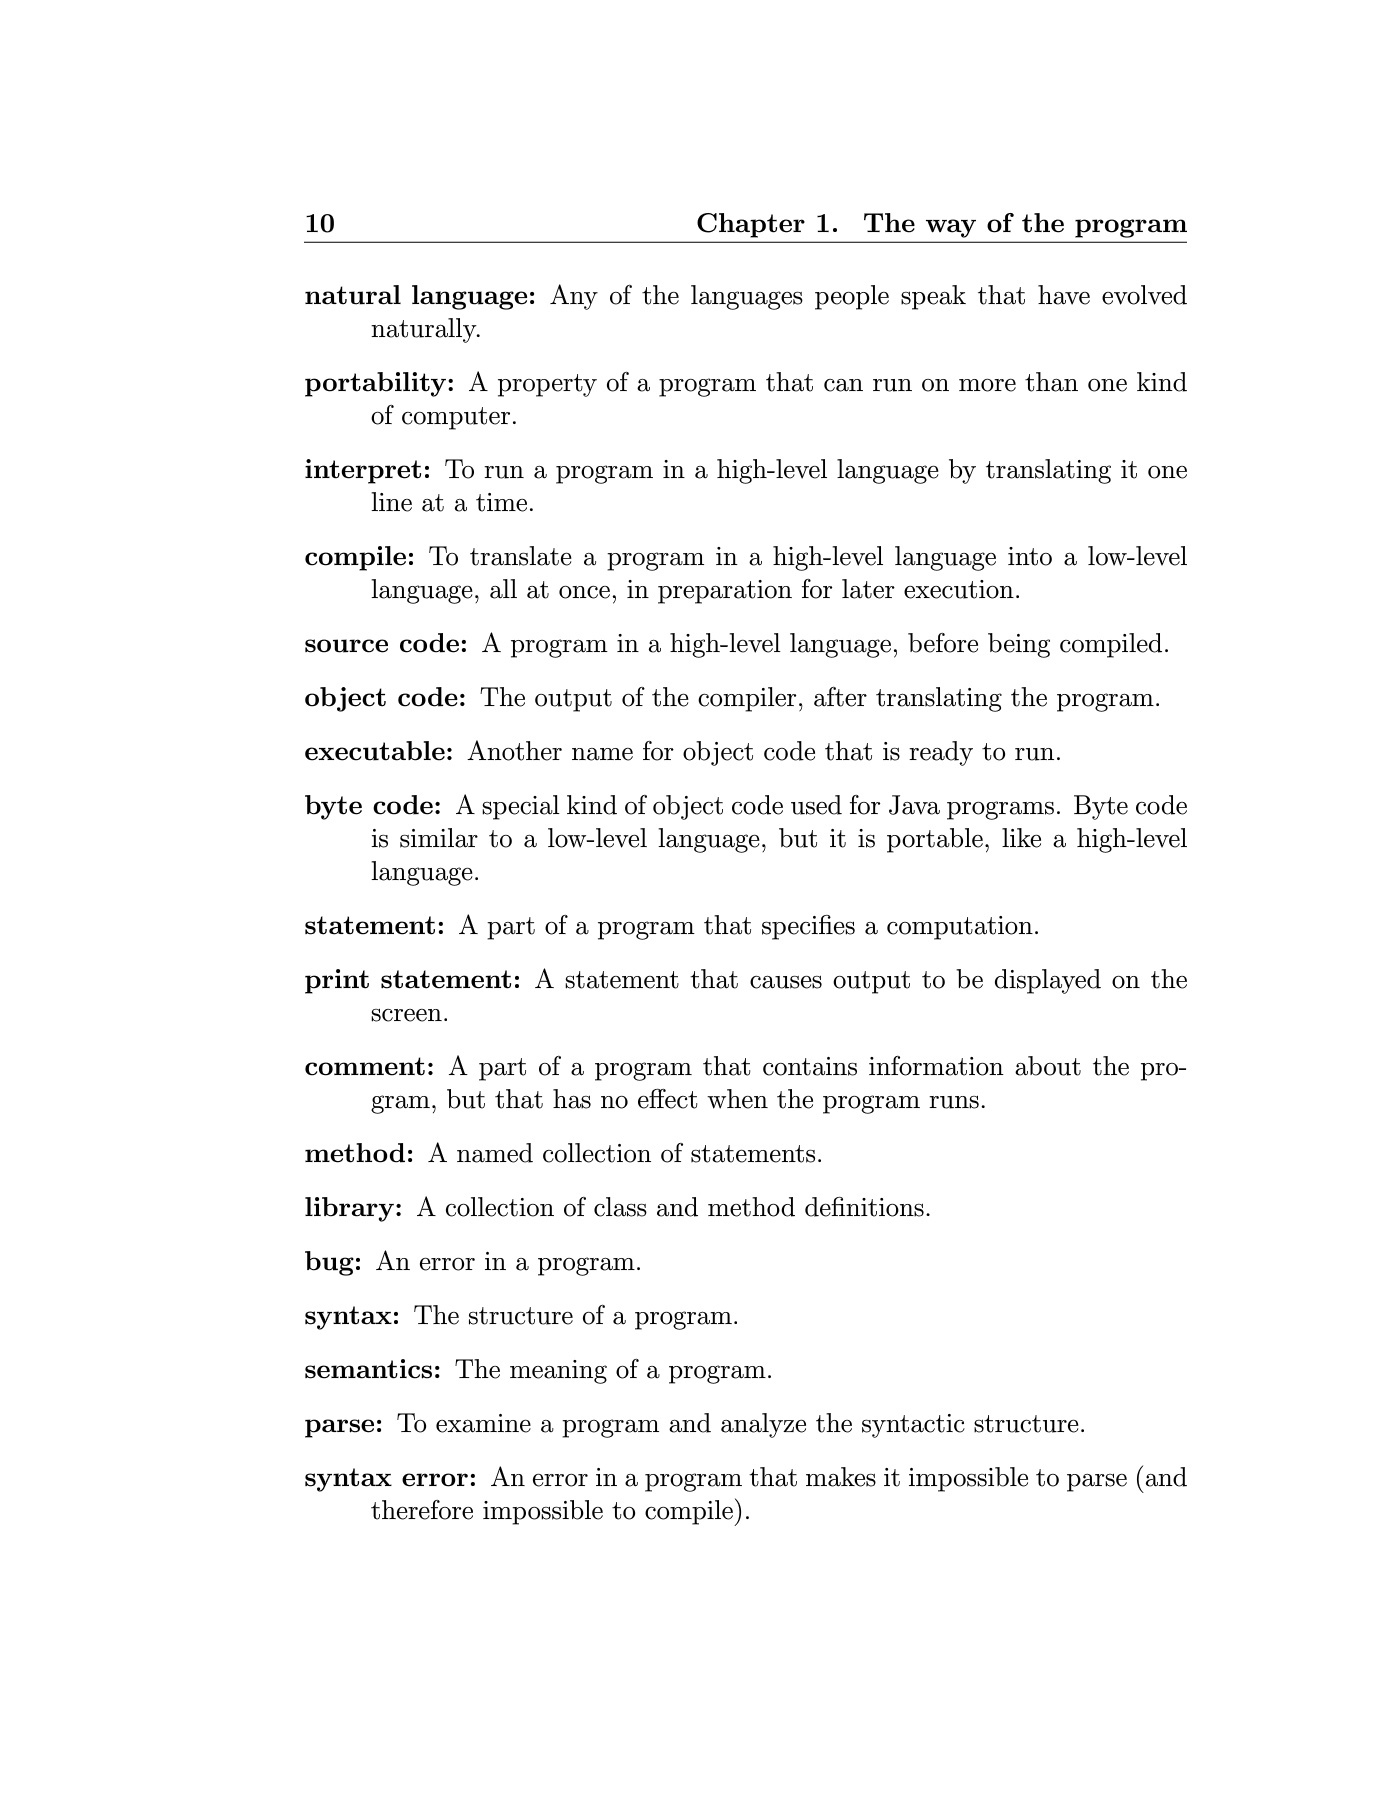 10 Chapter 1. The way of the program
natural language: Any of the languages people speak that have evolved
naturally.
portability: A property of a program that can run on more than one kind
of computer.
interpret: To run a program in a high-level language by translating it one
line at a time.
compile: To translate a program in a high-level language into a low-level
language, all at once, in preparation for later execution.
source code: A program in a high-level language, before being compiled.
object code: The output of the compiler, after translating the program.
executable: Another name for object code that is ready to run.
byte code: A special kind of object code used for Java programs. Byte code
is similar to a low-level language, but it is portable, like a high-level
language.
statement: A part of a program that specifies a computation.
print statement: A statement that causes output to be displayed on the
screen.
comment: A part of a program that contains information about the pro-
gram, but that has no effect when the program runs.
method: A named collection of statements.
library: A collection of class and method definitions.
bug: An error in a program.
syntax: The structure of a program.
semantics: The meaning of a program.
parse: To examine a program and analyze the syntactic structure.
syntax error: An error in a program that makes it impossible to parse (and
therefore impossible to compile).